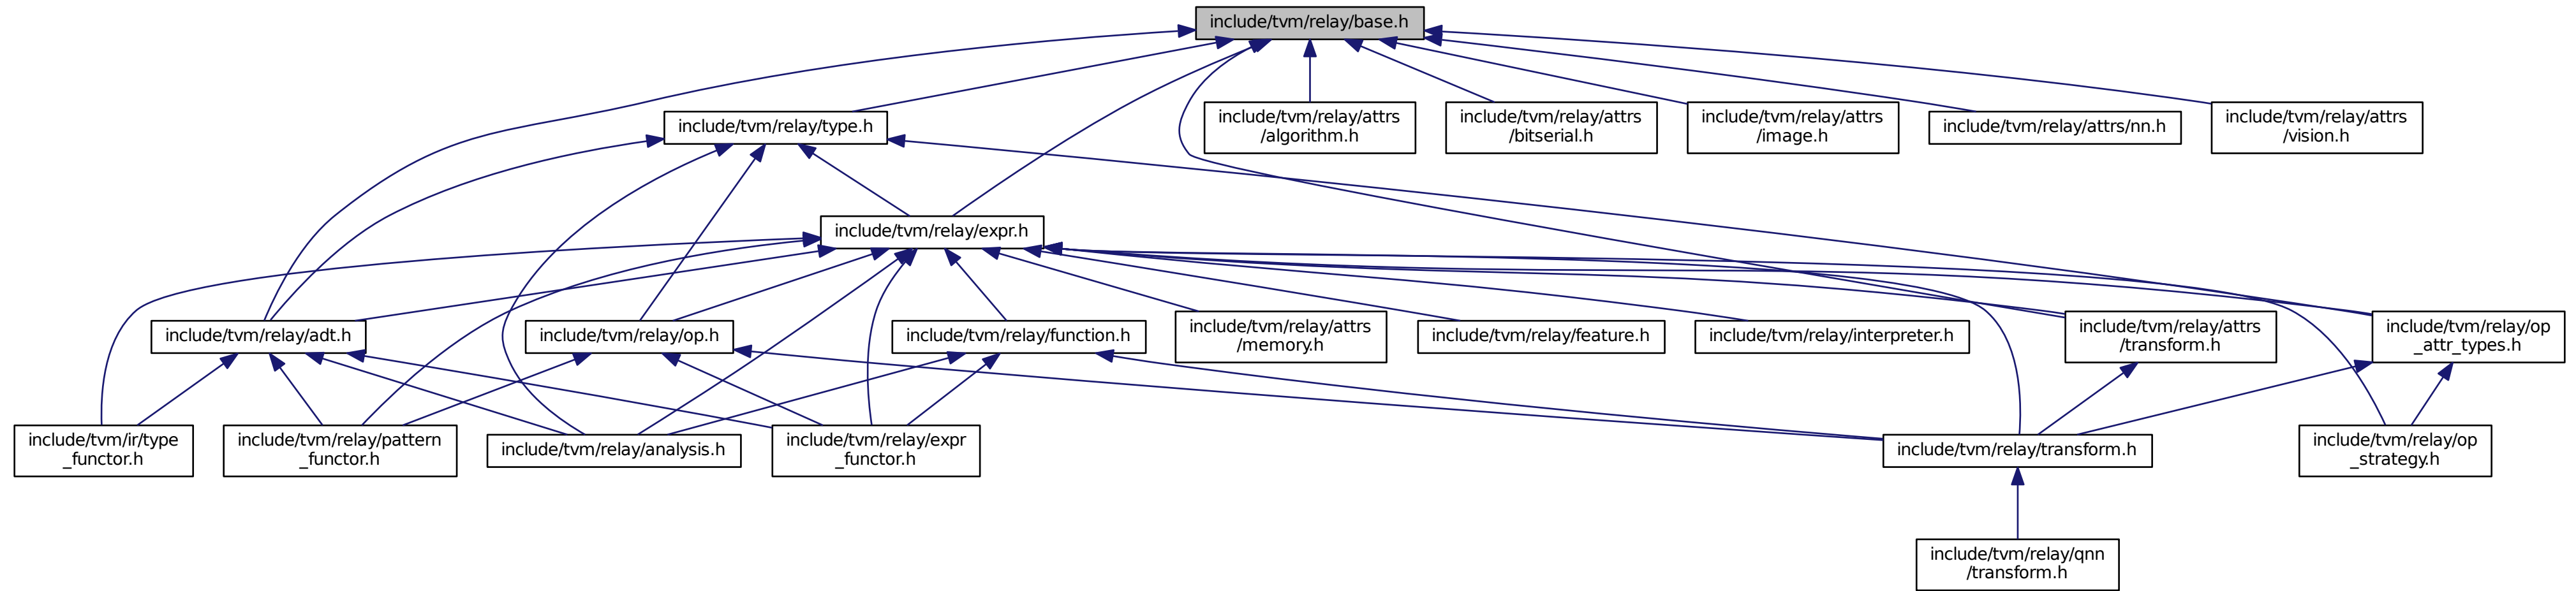 include/tvm/relay/base.h
include/tvm/relay/type.h
include/tvm/relay/attrs
/algorithm.h
include/tvm/relay/attrs
/bitserial.h
include/tvm/relay/attrs
/image.h
include/tvm/relay/attrs/nn.h
include/tvm/relay/attrs
/vision.h
include/tvm/relay/expr.h
include/tvm/relay/adt.h
include/tvm/relay/op.h
include/tvm/relay/function.h
include/tvm/relay/attrs
/memory.h
include/tvm/relay/feature.h
include/tvm/relay/interpreter.h
include/tvm/relay/attrs
/transform.h
include/tvm/relay/op
_attr_types.h
include/tvm/ir/type
_functor.h
include/tvm/relay/pattern
_functor.h
include/tvm/relay/analysis.h
include/tvm/relay/expr
_functor.h
include/tvm/relay/transform.h
include/tvm/relay/op
_strategy.h
include/tvm/relay/qnn
/transform.h